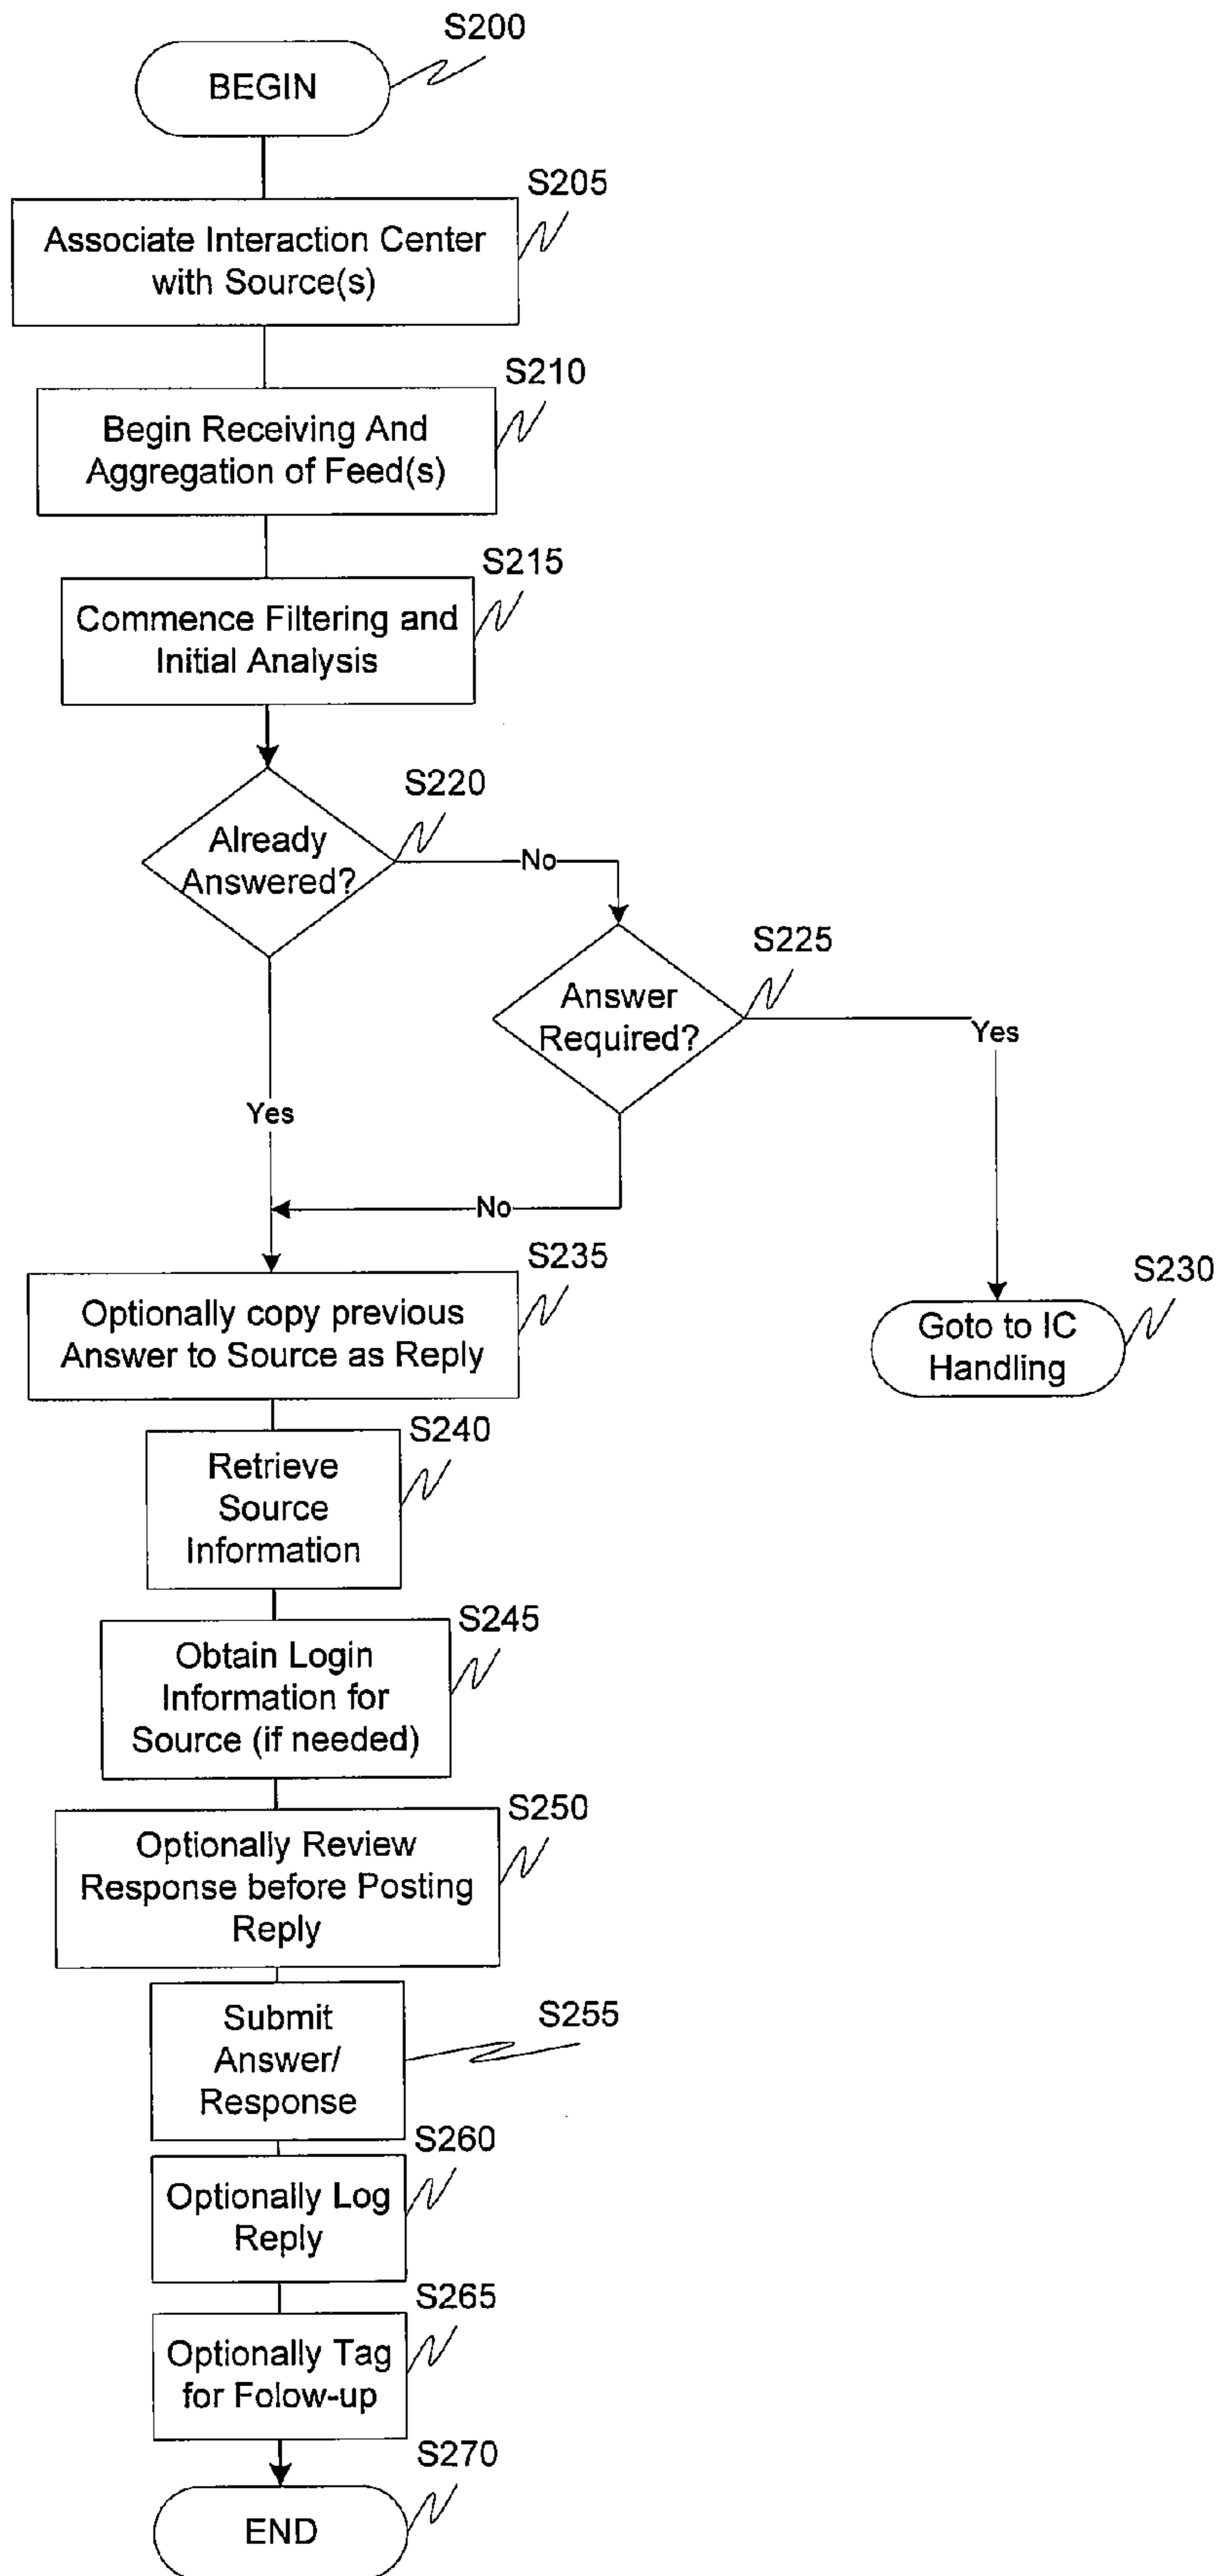 S200
BEGIN
S205
Associate Interaction Center
with Source(s)
S210
Begin Receiving And
Aggregation of Feed(s)
S215
Commence Filtering and
Initial Analysis
S220
Already
Answered?
No
S225
Answer
Required?
Yes
Yes
No
S230
Goto to IC
Handling
S235
Optionally copy previous
Answer to Source as Reply
S240
Retrieve
Source
Information
S245
Obtain Login
Information for
Source (if needed)
S250
Optionally Review
Response before Posting
Reply
S255
Submit
Answer/
Response
S260
Optionally Log
Reply
S265
Optionally Tag
for Folow-up
S270
END